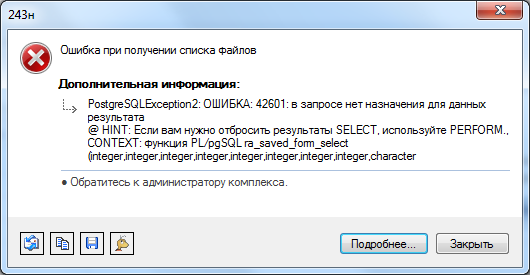 243н
Ошибка при получении списка файлов
Дополнительная информация:
PostgreSQLException2: ОШИБКА: 42601: в запросе нет назначения для данных
результата
@ HINT: Если вам нужно отбросить результаты SELECT, используйте PERFORM.,
CONTEXT: функция PL/pgSQL ra_saved_form_select
(integer,integer,integer,integer,integer,integer,integer,integer,character
• Обратитесь к администратору комплекса.
Подробнее... Закрыть